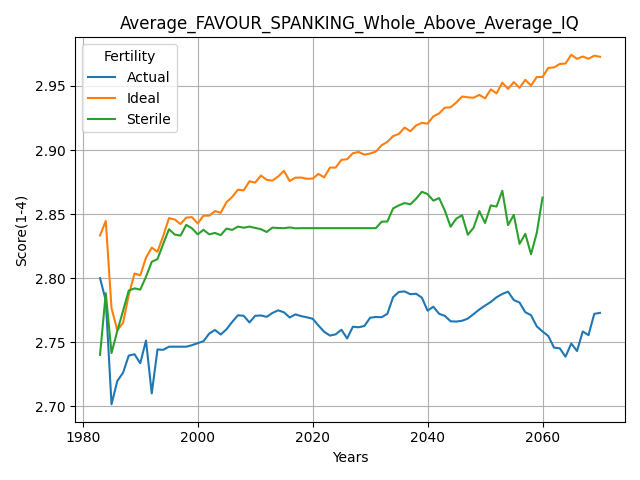 Average_FAVOUR_SPANKING_Whole_Above_Average_IQ
Fertility
Actual
Ideal
Sterile
Score(1-4)
2.95
2.90
2.85
2.80
2.75
2.70
1980 2000 2020 2040 2060
Years